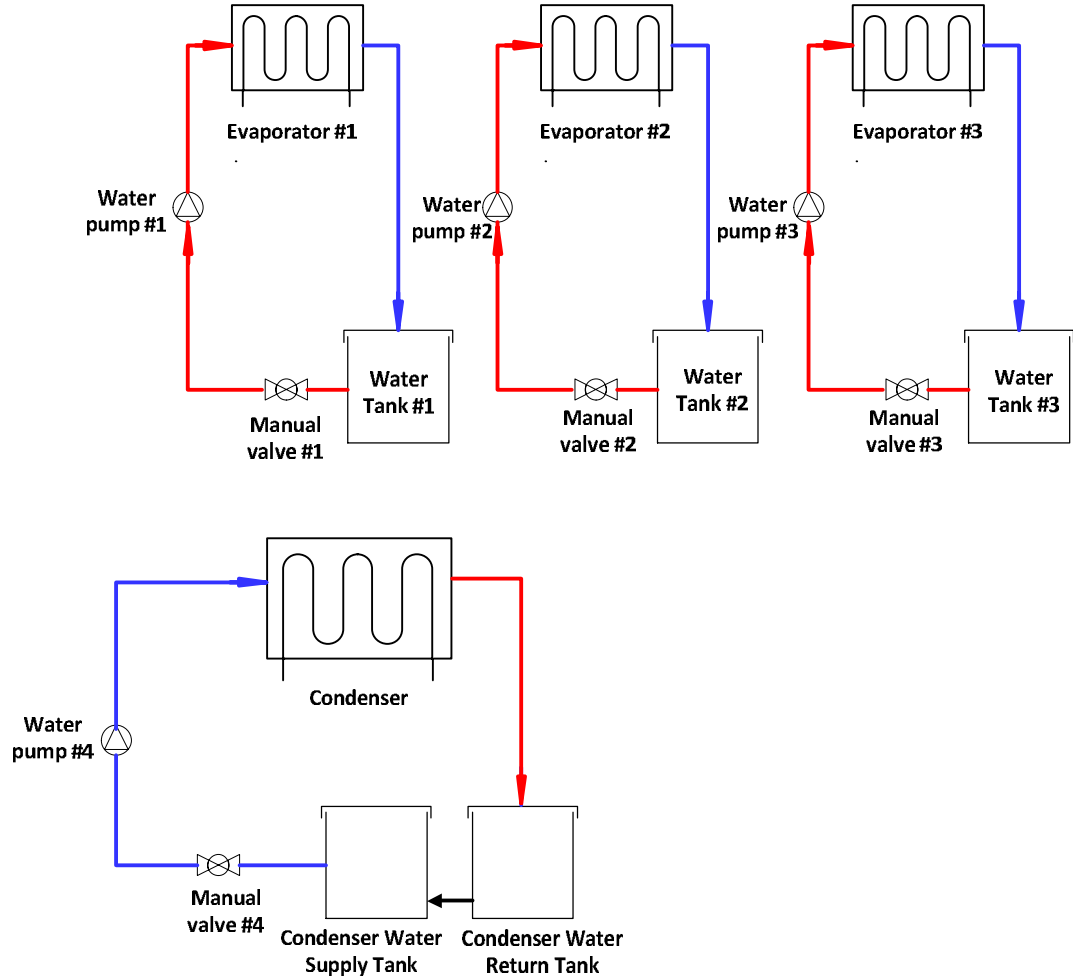 Evaporator #1
Evaporator #2
Evaporator #3
Water
pump #1
Water
pump #2
Water
pump #3
Water
Tank #1
Water
Tank #2
Water
Tank #3
Manual
valve #1
Manual
valve #2
Manual
valve #3
Condenser
Water
pump #4
Manual
valve #4
Condenser Water
Supply Tank
Condenser Water
Return Tank